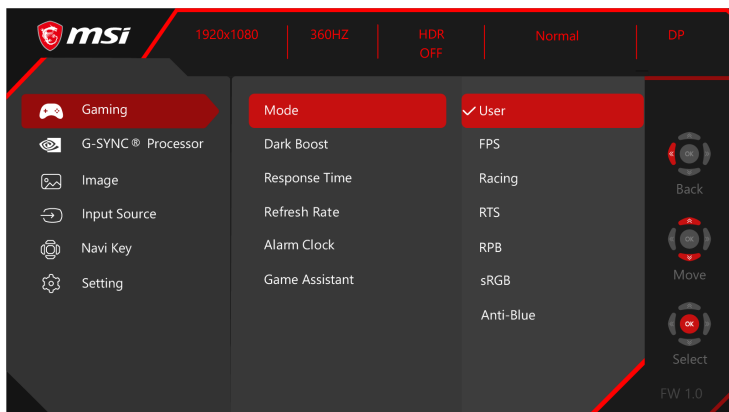 msi
1920x1080
360HZ
HDR
OFF
Normal
DP
Gaming
G-SYNC® Processor
Image
Input Source
Navi Key
Setting
Mode
Dark Boost
Response Time
Refresh Rate
Alarm Clock
Game Assistant
User
FPS
Racing
RTS
RPB
sRGB
Anti-Blue
OK
Back
OK
Move
OK
Select
FW 1.0